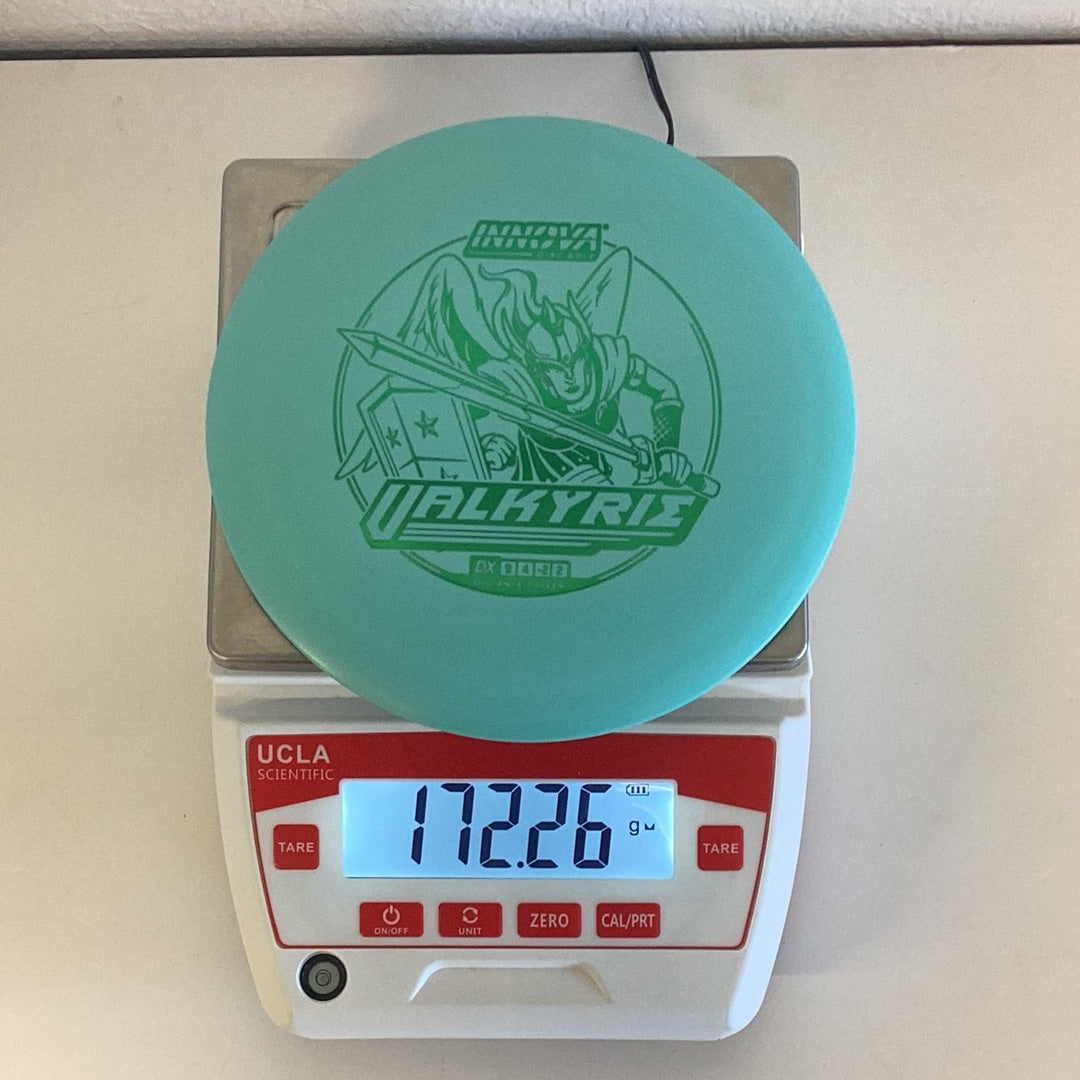 INNOVA
VALKYRIE
DX 9 4 -2 2
UCLA
SCIENTIFIC
172.26
g
TARE
TARE
ON/OFF
UNIT
ZERO
CAL/PRT